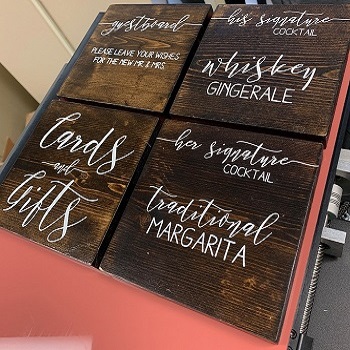 guestboard
PLEASE LEAVE YOUR WISHES
FOR THE NEW MR. & MRS.
his signature
COCKTAIL
whiskey
GINGERALE
Cards
and
Gifts
her signature
COCKTAIL
traditional
MARGARITA